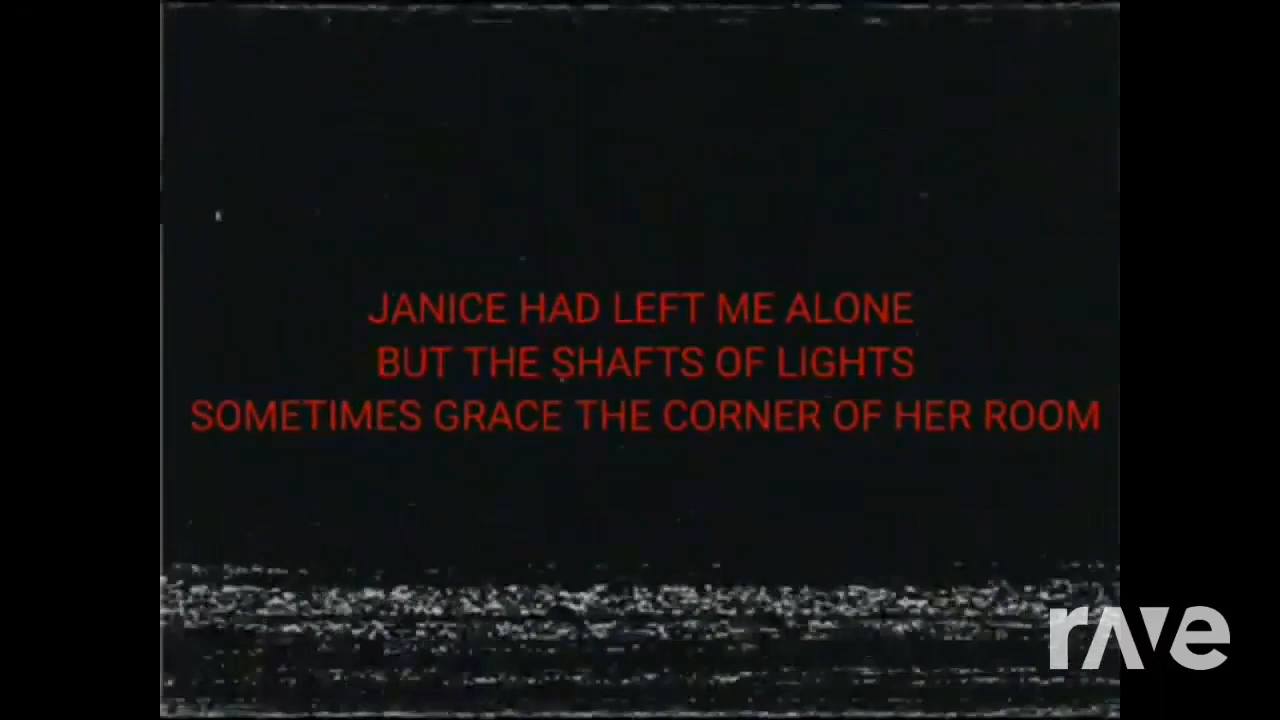 JANICE HAD LEFT ME ALONE
BUT THE SHAFTS OF LIGHTS
SOMETIMES GRACE THE CORNER OF HER ROOM
rave